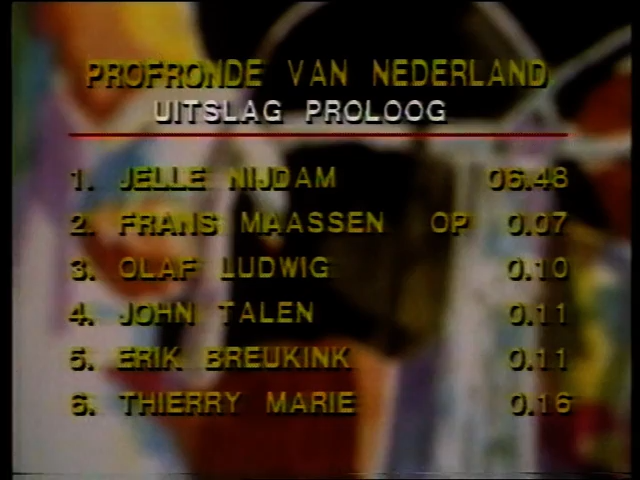 PROFRONDE VAN NEDERLAND
UITSLAG PROLOOG
1. JELLE NIJDAM 06.48
2. FRANS MAASSEN OP 0.07
3. OLAF LUDWIG 0.10
4. JOHN TALEN 0.11
5. ERIK BREUKINK 0.11
6. THIERRY MARIE 0.16